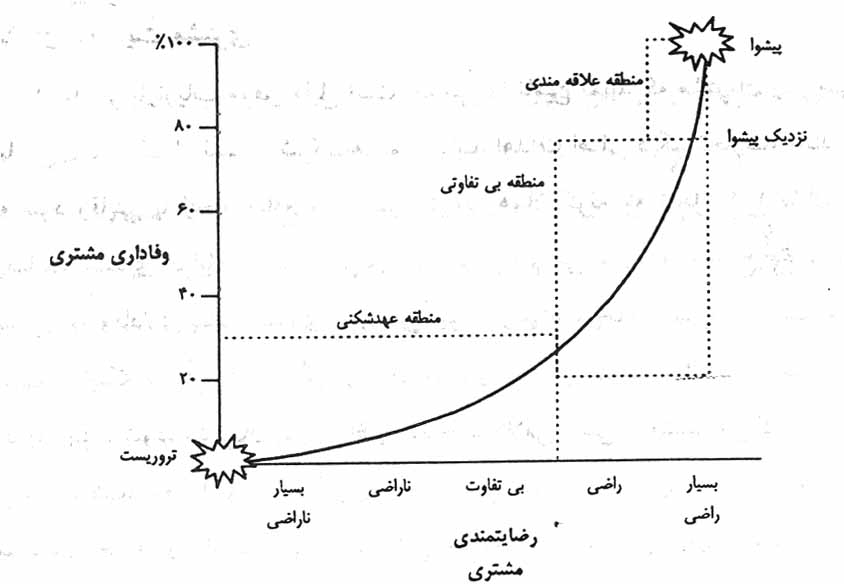 ٪۱۰۰
پیشوا
منطقه علاقه مندی
۸۰
نزدیک پیشوا
منطقه بی تفاوتی
۶۰
وفاداری مشتری
۴۰
منطقه عهدشکنی
۲۰
تروریست
بسیار
ناراضی
ناراضی
بی تفاوت
راضی
بسیار
راضی
رضایتمندی
مشتری